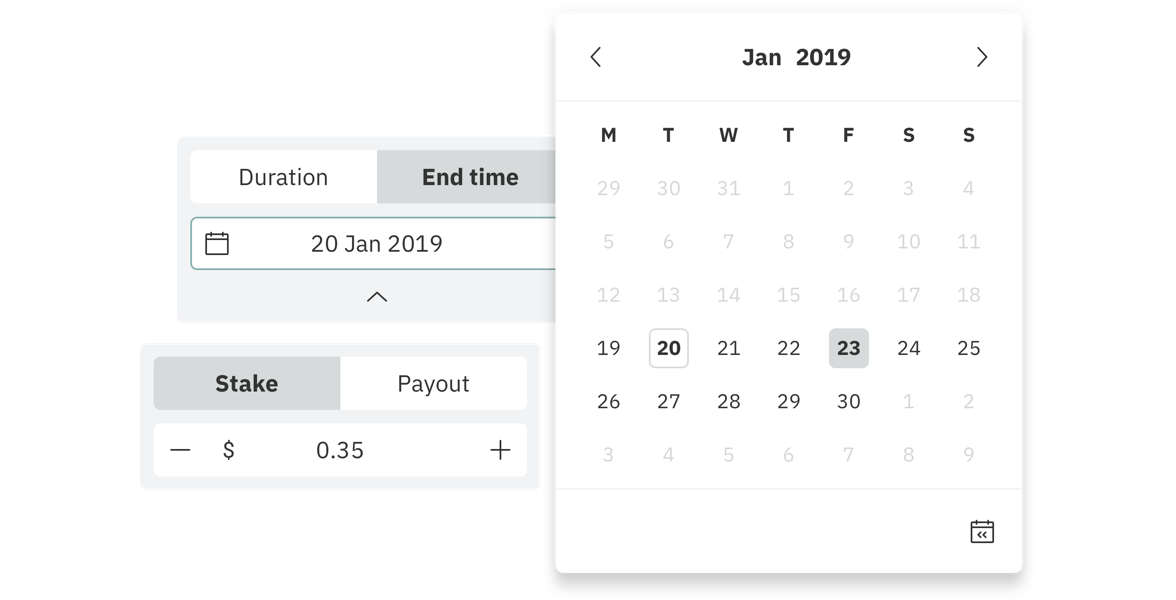 Duration End time
20 Jan 2019
Stake Payout
$ 0.35
Jan 2019
M T W T F S S
29 30 31 1 2 3 4
5 6 7 8 9 10 11
12 13 14 15 16 17 18
19 20 21 22 23 24 25
26 27 28 29 30 1 2
3 4 5 6 7 8 9